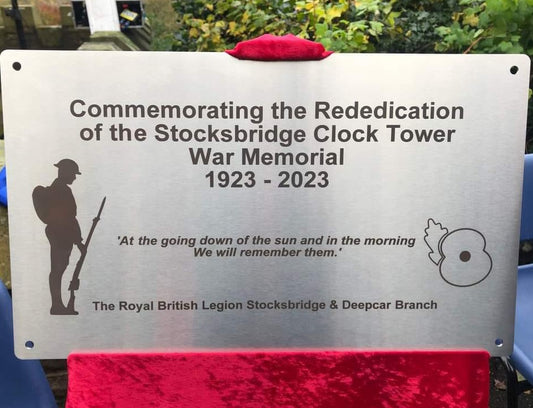 Commemorating the Rededication
of the Stocksbridge Clock Tower
War Memorial
1923 - 2023
'At the going down of the sun and in the morning
We will remember them.'
The Royal British Legion Stocksbridge & Deepcar Branch